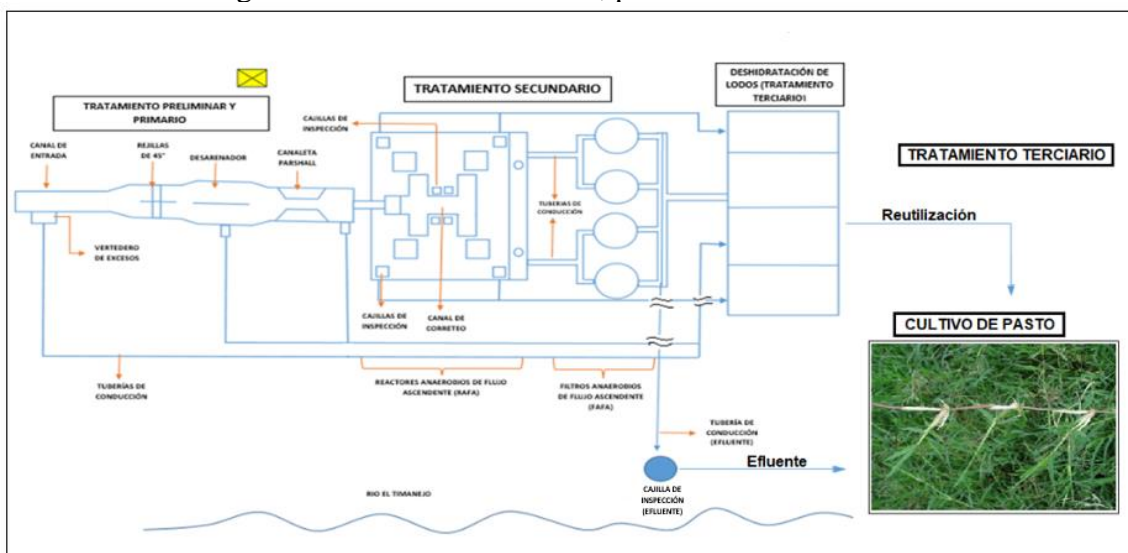 TRATAMIENTO PRELIMINAR Y
PRIMARIO
TRATAMIENTO SECUNDARIO
DESHIDRATACIÓN DE
LODOS (TRATAMIENTO
TERCIARIO)
CANAL DE
ENTRADA
REJILLAS
DE 45°
DESARENADOR
CANALETA
PARSHALL
CAJILLAS DE
INSPECCIÓN
TRATAMIENTO TERCIARIO
TUBERIAS DE
CONDUCCIÓN
Reutilización
VERTEDERO
DE EXCESOS
CAJILLAS DE
INSPECCIÓN
CANAL DE
CORRETEO
CULTIVO DE PASTO
TUBERÍAS DE
CONDUCCIÓN
REACTORES ANAEROBIOS DE FLUJO
ASCENDENTE (RAFA)
FILTROS ANAEROBIOS
DE FLUJO ASCENDENTE
(FAFA)
TUBERÍA DE
CONDUCCIÓN
(EFLUENTE)
Efluente
CAJILLA DE
INSPECCIÓN
(EFLUENTE)
RIO EL TIMANEJO